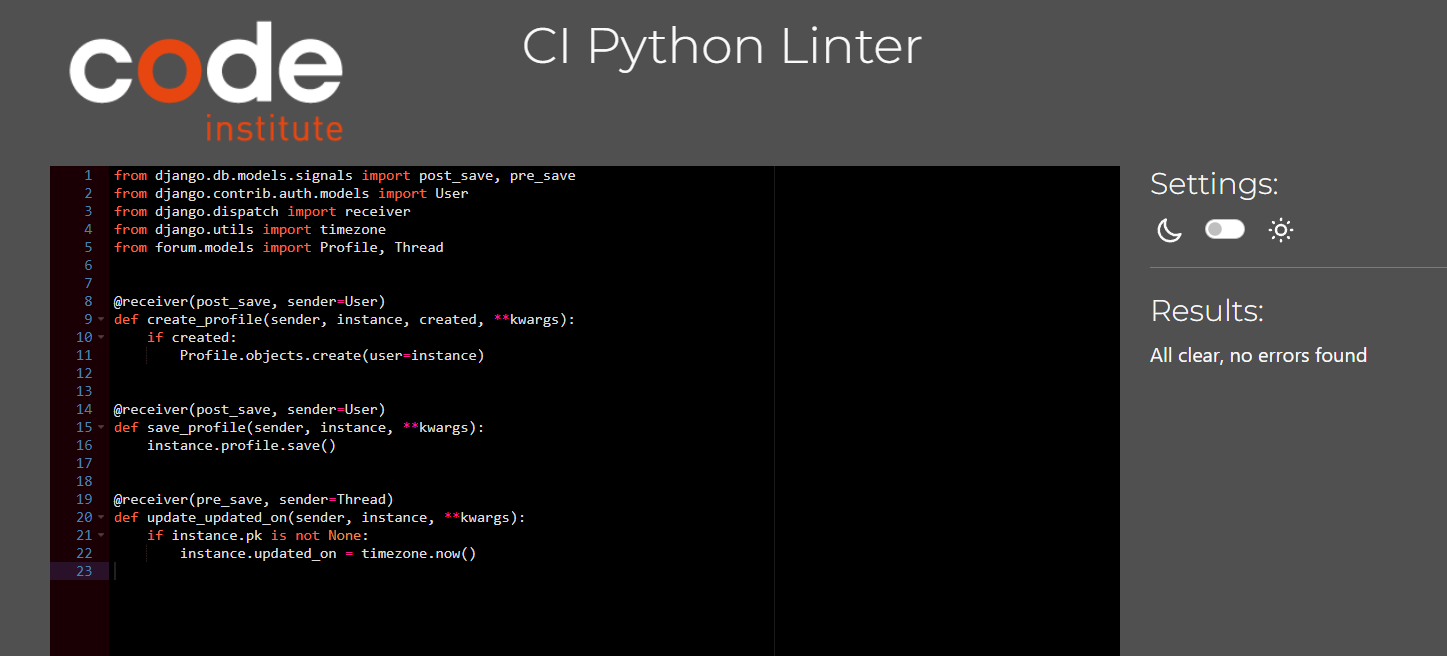 code
institute
CI Python Linter
1 from django.db.models.signals import post_save, pre_save
2 from django.contrib.auth.models import User
3 from django.dispatch import receiver
4 from django.utils import timezone
5 from forum.models import Profile, Thread
6
7
8 @receiver(post_save, sender=User)
9 def create_profile(sender, instance, created, **kwargs):
10     if created:
11         Profile.objects.create(user=instance)
12
13
14 @receiver(post_save, sender=User)
15 def save_profile(sender, instance, **kwargs):
16     instance.profile.save()
17
18
19 @receiver(pre_save, sender=Thread)
20 def update_updated_on(sender, instance, **kwargs):
21     if instance.pk is not None:
22         instance.updated_on = timezone.now()
23
Settings:
Results:
All clear, no errors found